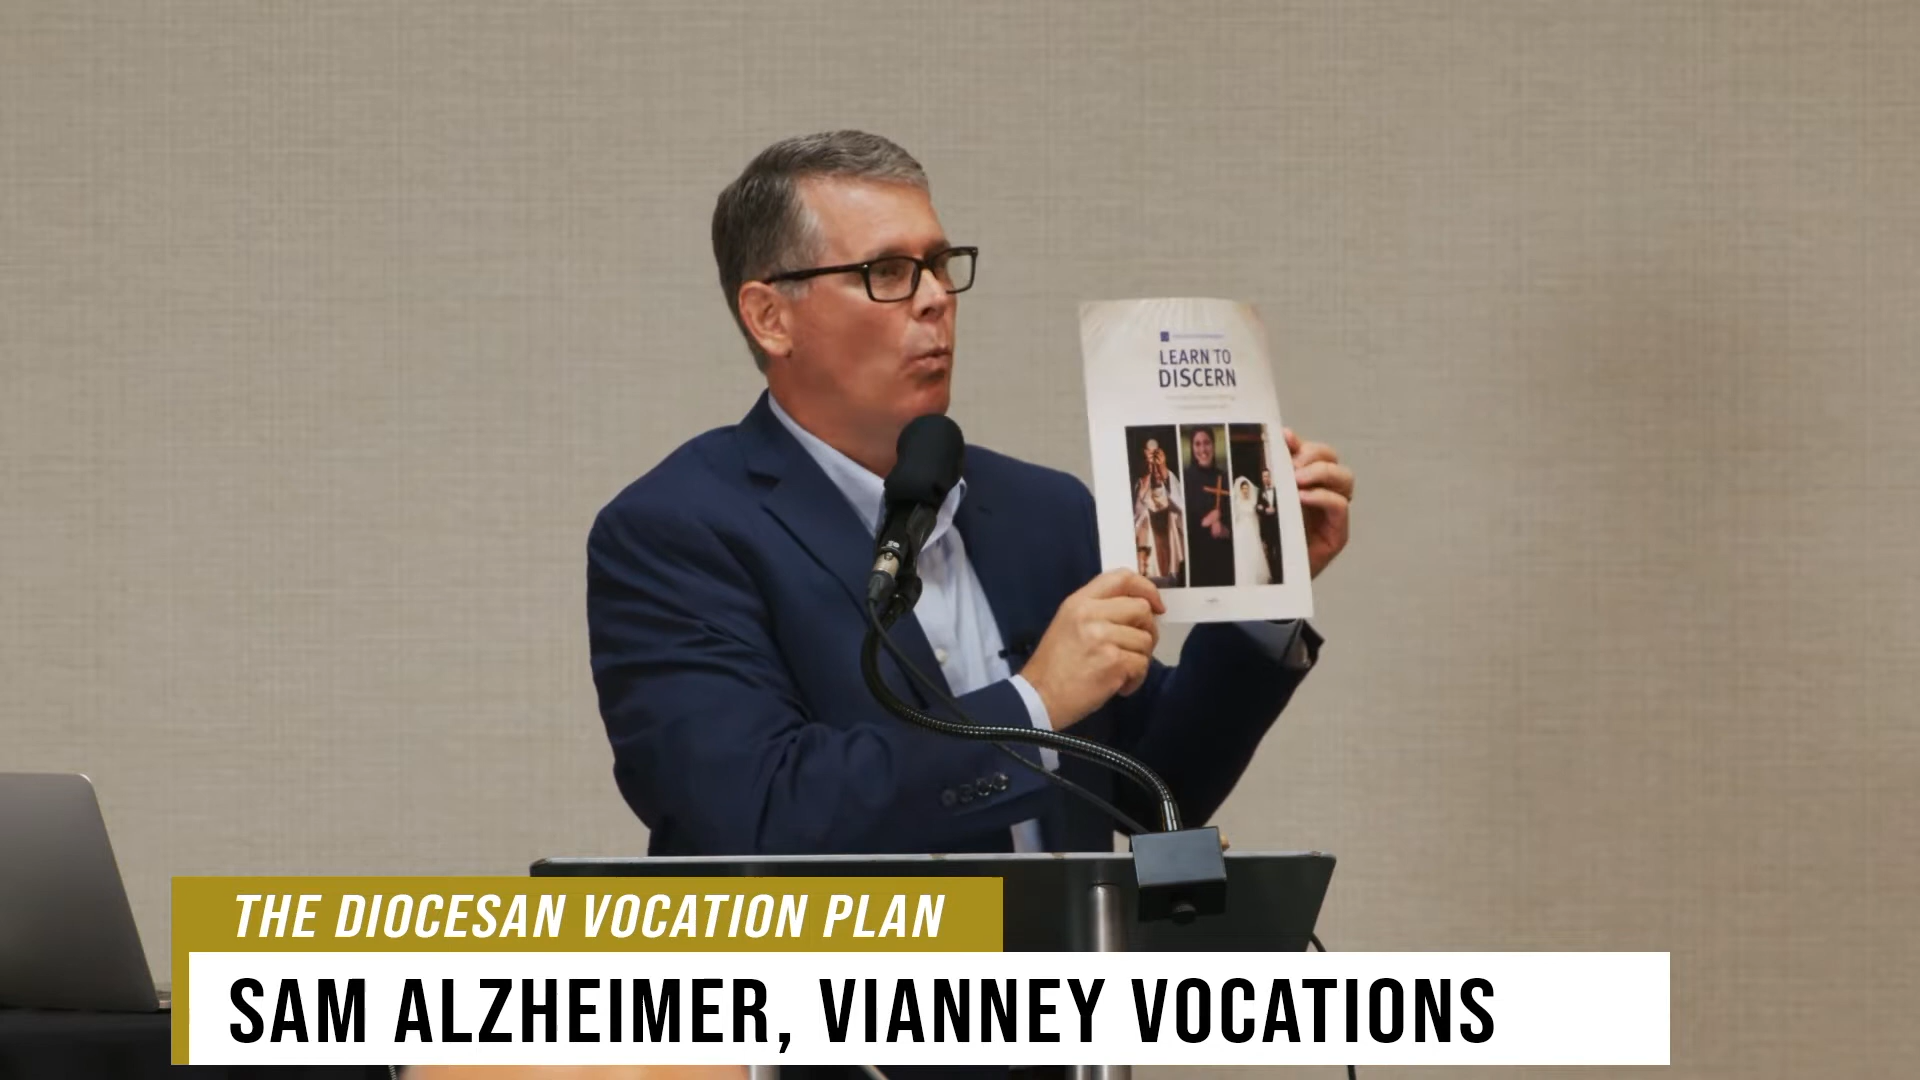 LEARN TO
DISCERN
THE DIOCESAN VOCATION PLAN
SAM ALZHEIMER, VIANNEY VOCATIONS